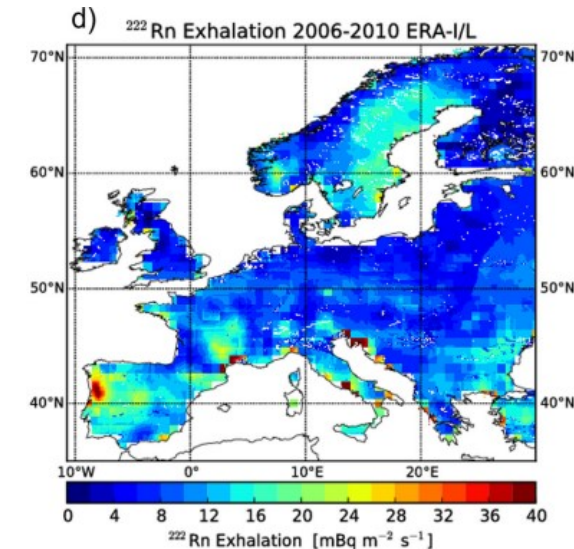 d)
²²²Rn Exhalation 2006-2010 ERA-I/L
70°N 70°N
60°N 60°N
50°N 50°N
40°N 40°N
10°W 0° 10°E 20°E
0 4 8 12 16 20 24 28 32 36 40
²²²Rn Exhalation [mBq m⁻² s⁻¹]